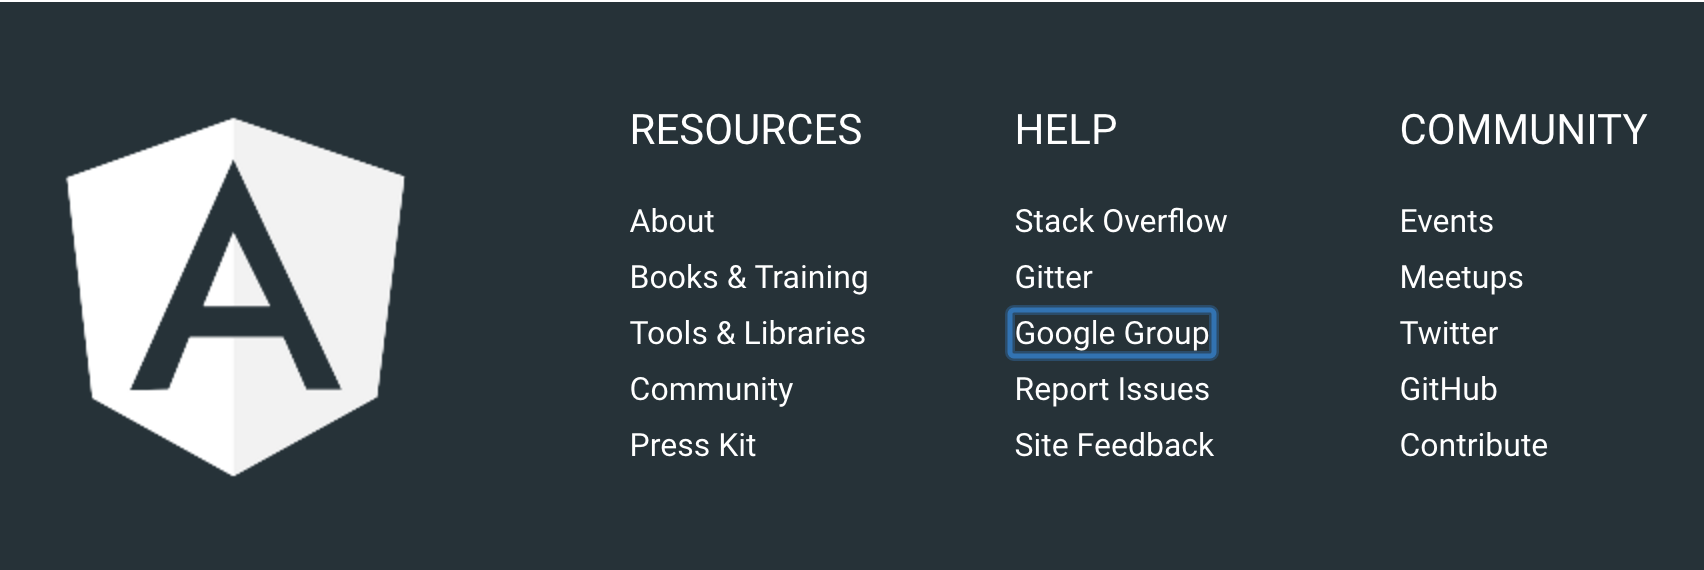 A
RESOURCES
About
Books & Training
Tools & Libraries
Community
Press Kit
HELP
Stack Overflow
Gitter
Google Group
Report Issues
Site Feedback
COMMUNITY
Events
Meetups
Twitter
GitHub
Contribute